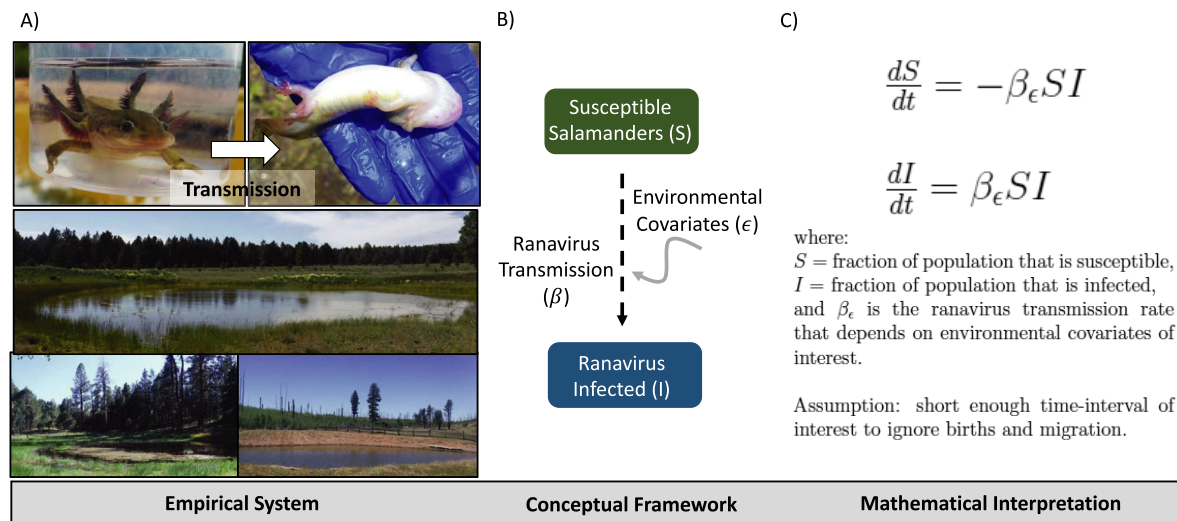 A)
Transmission
B)
Susceptible
Salamanders (S)
Environmental
Covariates (ϵ)
Ranavirus
Transmission
(β)
Ranavirus
Infected (I)
C)
dS/dt = −β_ϵ SI
dI/dt = β_ϵ SI
where:
S = fraction of population that is susceptible,
I = fraction of population that is infected,
and β_ϵ is the ranavirus transmission rate
that depends on environmental covariates of
interest.
Assumption: short enough time-interval of
interest to ignore births and migration.
Empirical System
Conceptual Framework
Mathematical Interpretation